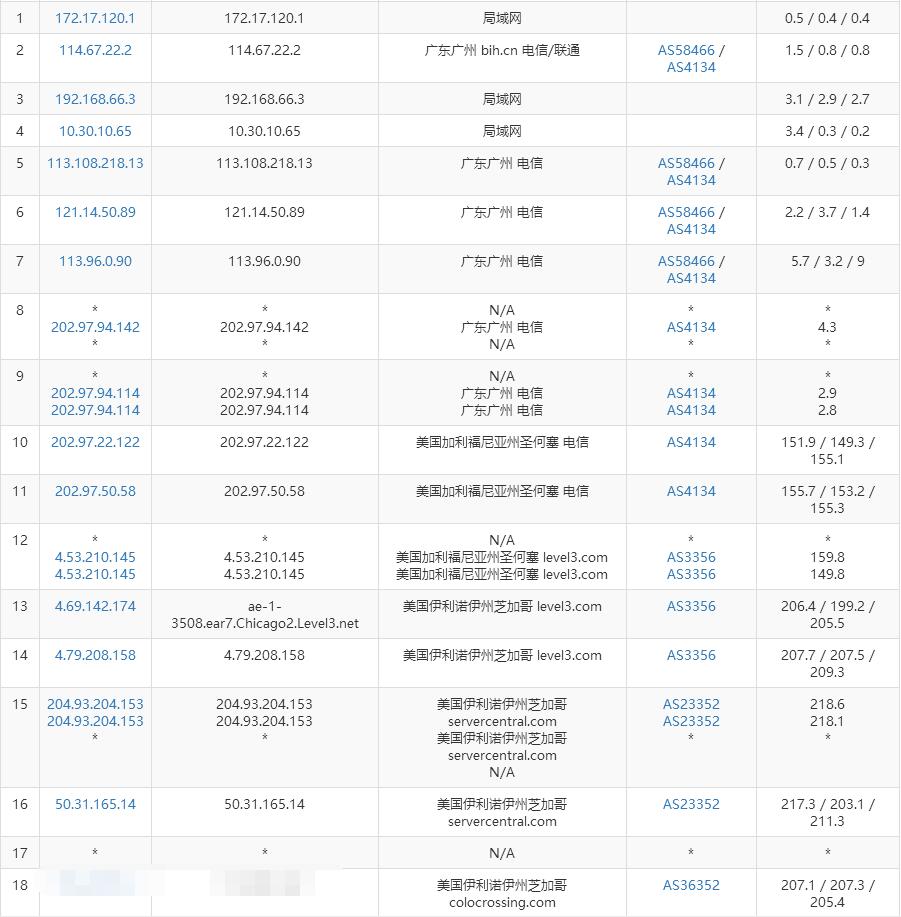 1 172.17.120.1 172.17.120.1 局域网 0.5 / 0.4 / 0.4
2 114.67.22.2 114.67.22.2 广东广州 bih.cn 电信/联通 AS58466 /
AS4134 1.5 / 0.8 / 0.8
3 192.168.66.3 192.168.66.3 局域网 3.1 / 2.9 / 2.7
4 10.30.10.65 10.30.10.65 局域网 3.4 / 0.3 / 0.2
5 113.108.218.13 113.108.218.13 广东广州 电信 AS58466 /
AS4134 0.7 / 0.5 / 0.3
6 121.14.50.89 121.14.50.89 广东广州 电信 AS58466 /
AS4134 2.2 / 3.7 / 1.4
7 113.96.0.90 113.96.0.90 广东广州 电信 AS58466 /
AS4134 5.7 / 3.2 / 9
8 * * N/A * *
202.97.94.142 202.97.94.142 广东广州 电信 AS4134 4.3
* * N/A * *
9 * * N/A * *
202.97.94.114 202.97.94.114 广东广州 电信 AS4134 2.9
202.97.94.114 202.97.94.114 广东广州 电信 AS4134 2.8
10 202.97.22.122 202.97.22.122 美国加利福尼亚州圣何塞 电信 AS4134 151.9 / 149.3 /
155.1
11 202.97.50.58 202.97.50.58 美国加利福尼亚州圣何塞 电信 AS4134 155.7 / 153.2 /
155.3
12 * * N/A * *
4.53.210.145 4.53.210.145 美国加利福尼亚州圣何塞 level3.com AS3356 159.8
4.53.210.145 4.53.210.145 美国加利福尼亚州圣何塞 level3.com AS3356 149.8
13 4.69.142.174 ae-1- 美国伊利诺伊州芝加哥 level3.com AS3356 206.4 / 199.2 /
3508.ear7.Chicago2.Level3.net 205.5
14 4.79.208.158 4.79.208.158 美国伊利诺伊州芝加哥 level3.com AS3356 207.7 / 207.5 /
209.3
15 204.93.204.153 204.93.204.153 美国伊利诺伊州芝加哥 AS23352 218.6
204.93.204.153 204.93.204.153 servercentral.com AS23352 218.1
* * 美国伊利诺伊州芝加哥 * *
servercentral.com
N/A
16 50.31.165.14 50.31.165.14 美国伊利诺伊州芝加哥 AS23352 217.3 / 203.1 /
servercentral.com 211.3
17 * * N/A * *
18 美国伊利诺伊州芝加哥 AS36352 207.1 / 207.3 /
colocrossing.com 205.4